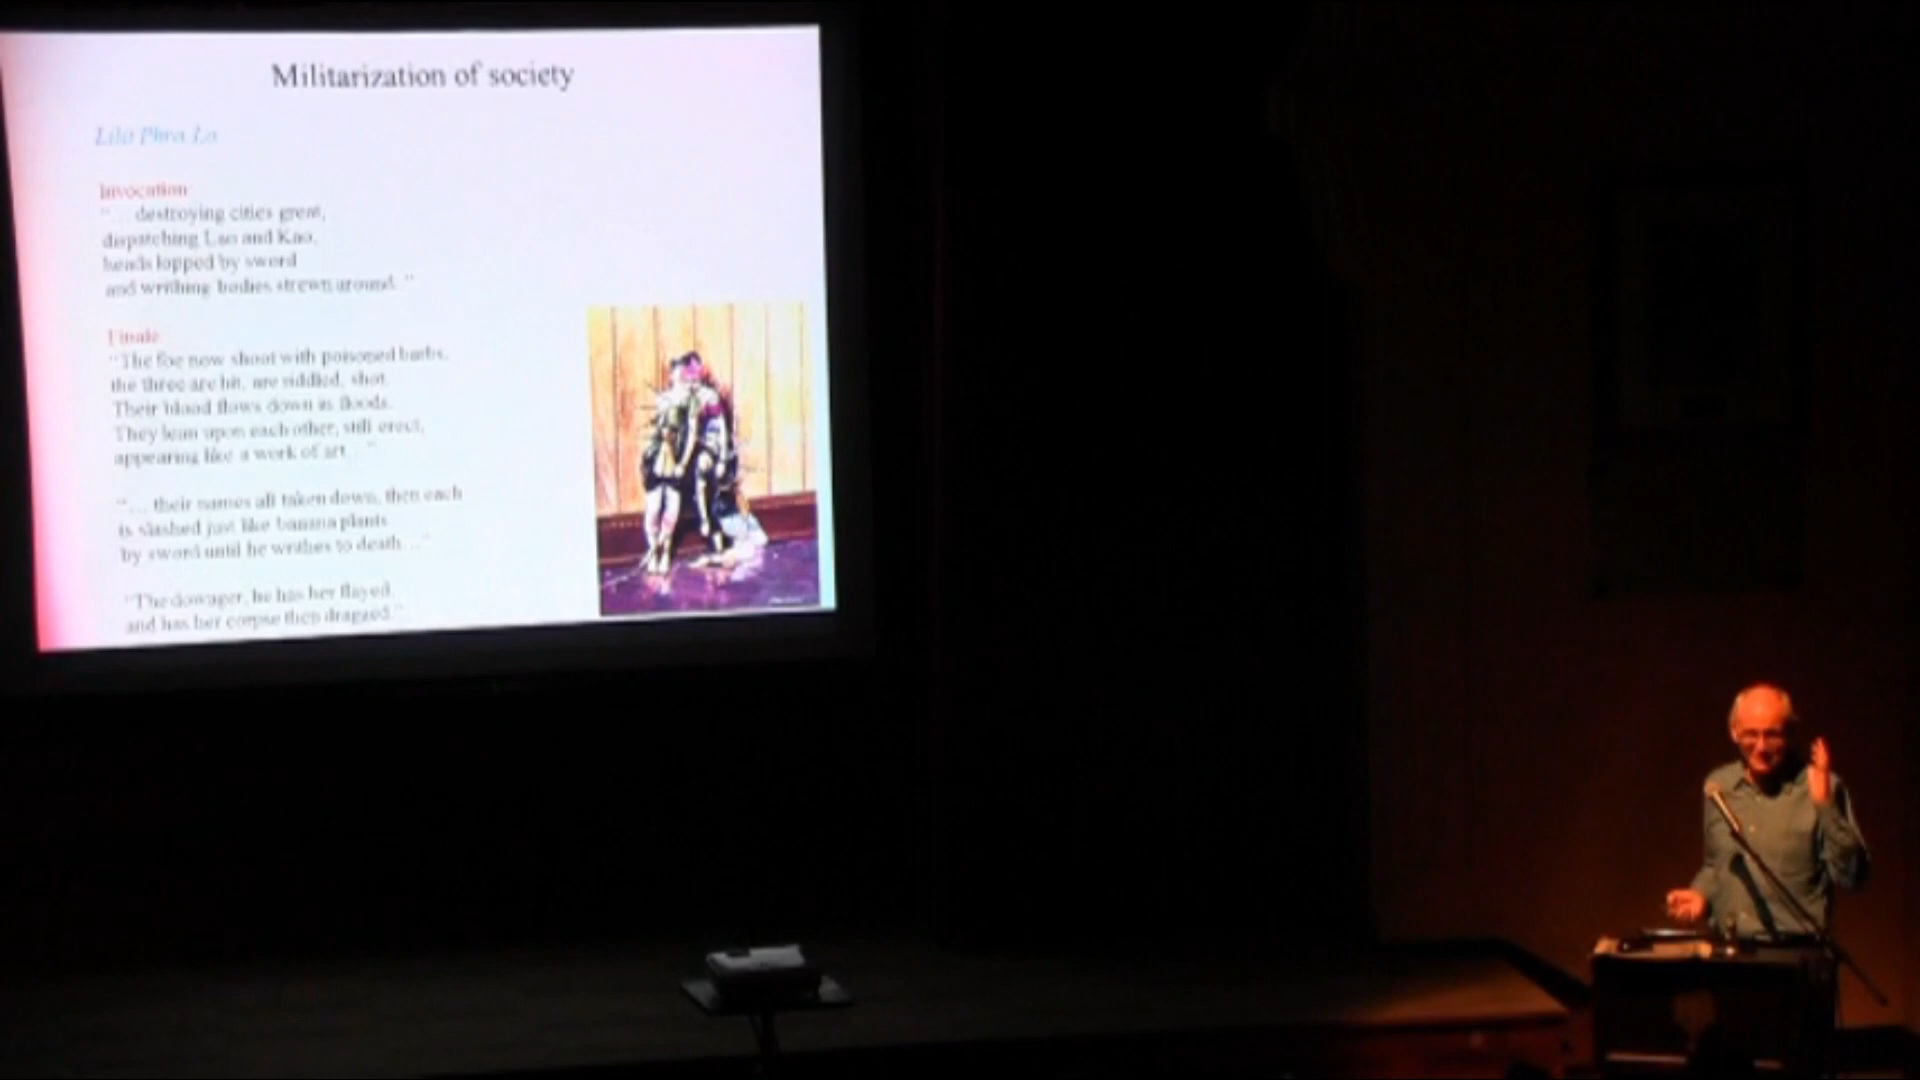 Militarization of society
Lilit Phra Lo
Invocation
“… destroying cities great,
dispatching Lao and Kao,
heads lopped by sword
and writhing bodies strewn around.”
Finale
“The foe now shoot with poisoned barbs,
the three are hit, are riddled, shot.
Their blood flows down as floods.
They lean upon each other, still erect,
appearing like a work of art…”
“… their names all taken down, then each
is slashed just like banana plants
by sword until he writhes to death…”
“The dowager, he has her flayed,
and has her corpse then dragged.”